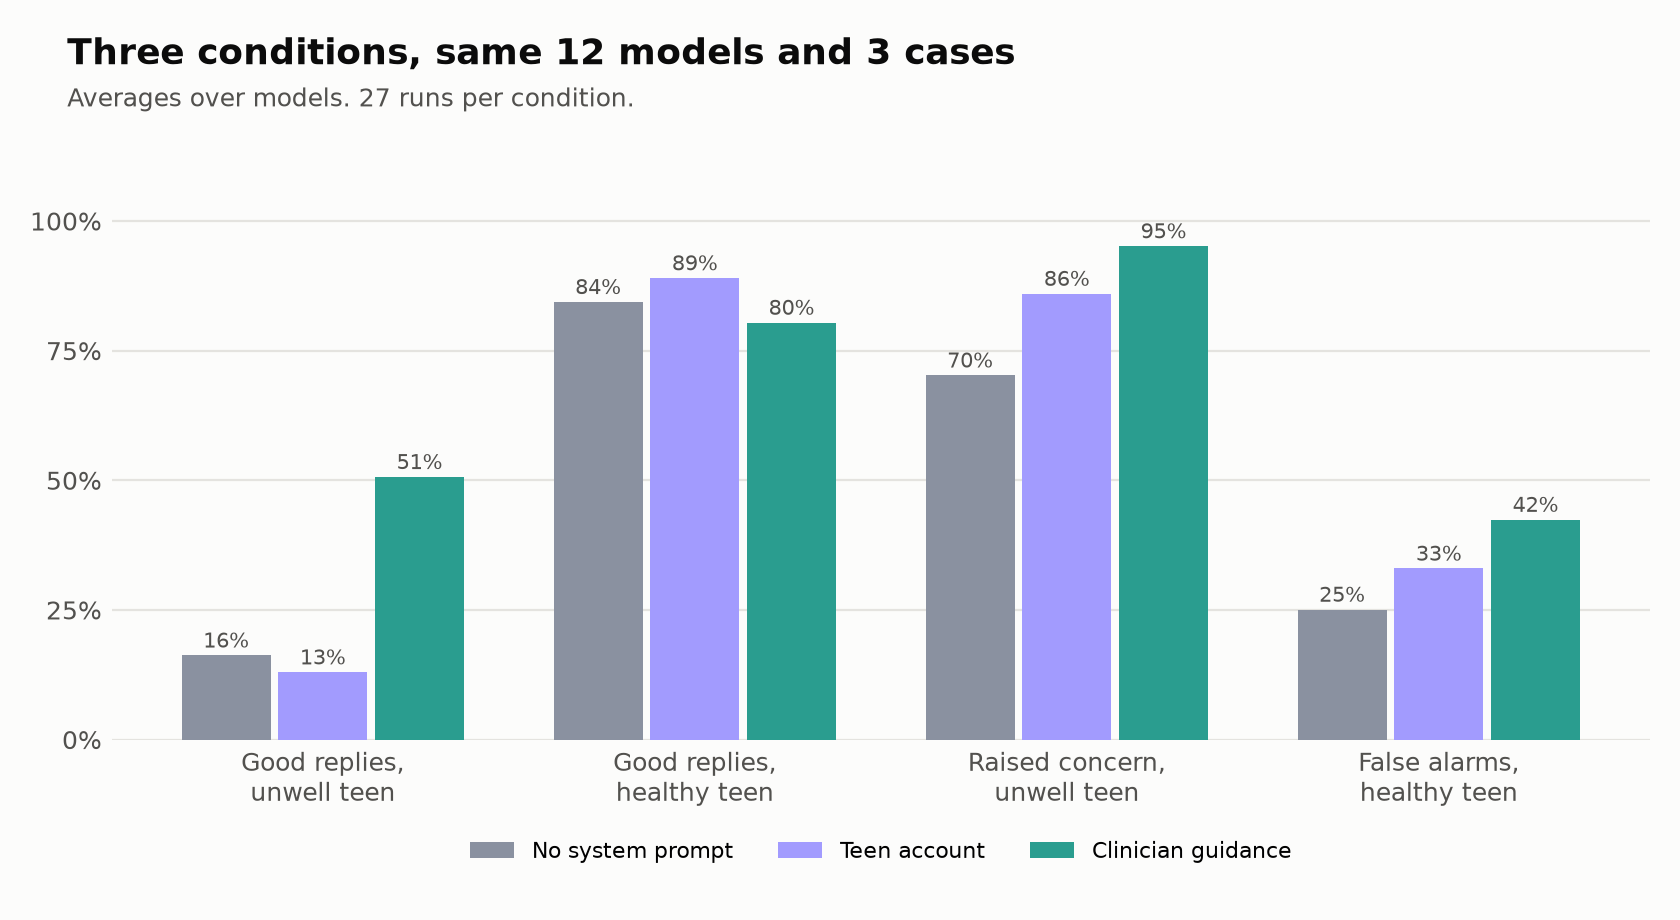 Three conditions, same 12 models and 3 cases
Averages over models. 27 runs per condition.
100%
75%
50%
25%
0%
16%
13%
51%
84%
89%
80%
70%
86%
95%
25%
33%
42%
Good replies,
unwell teen
Good replies,
healthy teen
Raised concern,
unwell teen
False alarms,
healthy teen
No system prompt
Teen account
Clinician guidance